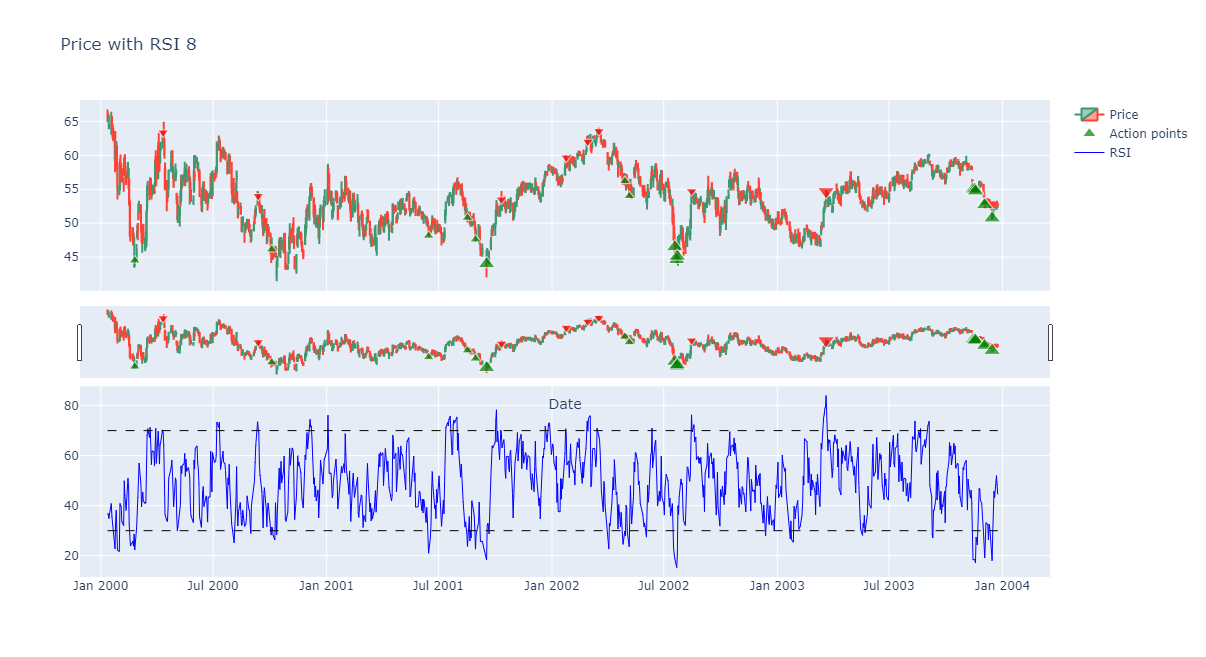 Price with RSI 8
65
60
55
50
45
Price
Action points
RSI
Date
80
60
40
20
Jan 2000 Jul 2000 Jan 2001 Jul 2001 Jan 2002 Jul 2002 Jan 2003 Jul 2003 Jan 2004